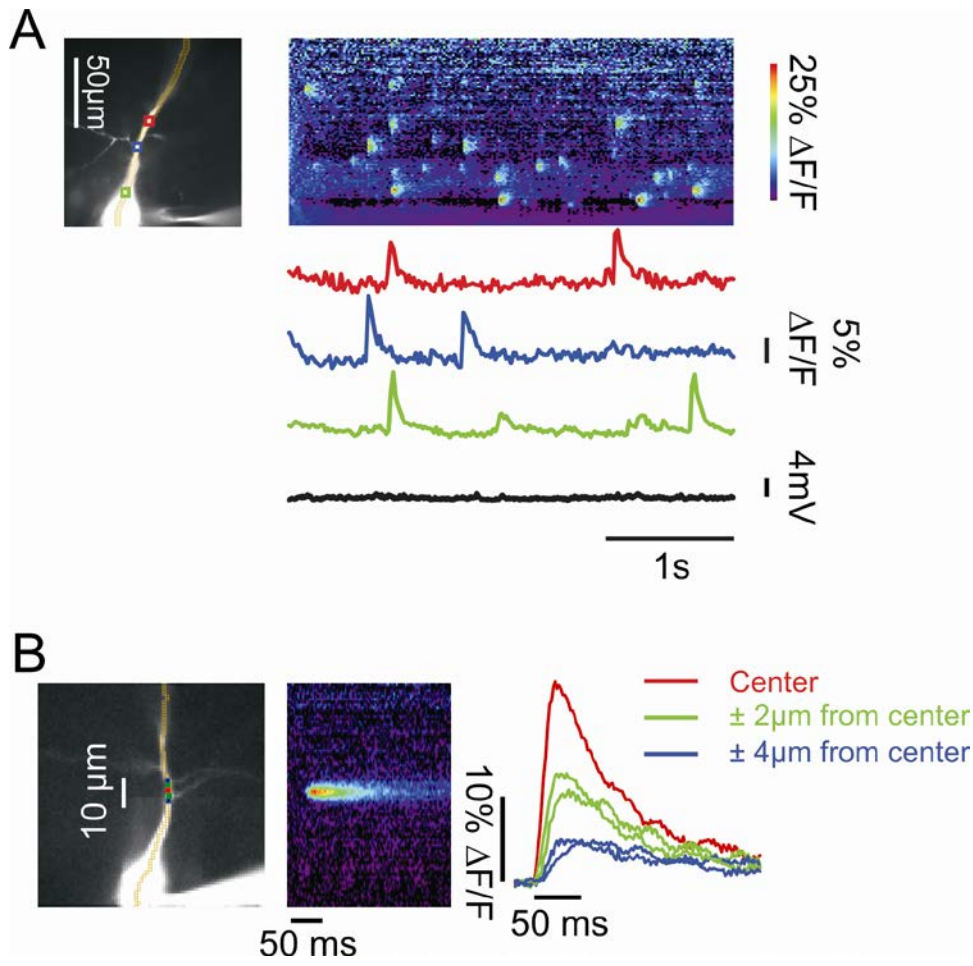 A
50µm
25% ΔF/F
5%
ΔF/F
4mV
1s
B
10 µm
50 ms
10% ΔF/F
50 ms
Center
± 2µm from center
± 4µm from center